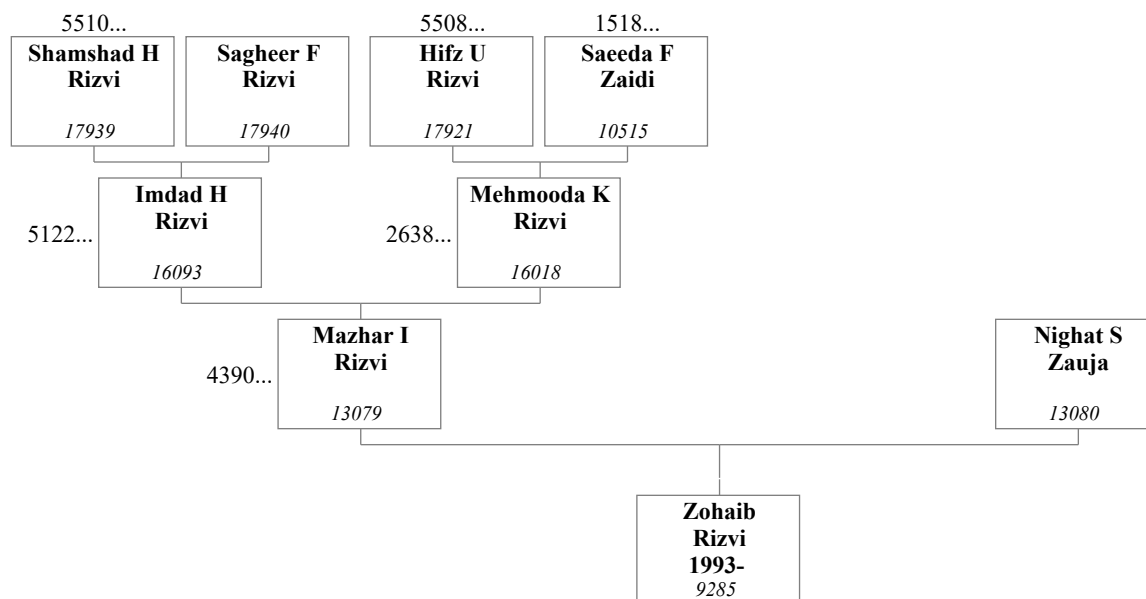 5510...
5508...
1518...
Shamshad H
Rizvi
17939
Sagheer F
Rizvi
17940
Hifz U
Rizvi
17921
Saeeda F
Zaidi
10515
5122...
Imdad H
Rizvi
16093
2638...
Mehmooda K
Rizvi
16018
4390...
Mazhar I
Rizvi
13079
Nighat S
Zauja
13080
Zohaib
Rizvi
1993-
9285